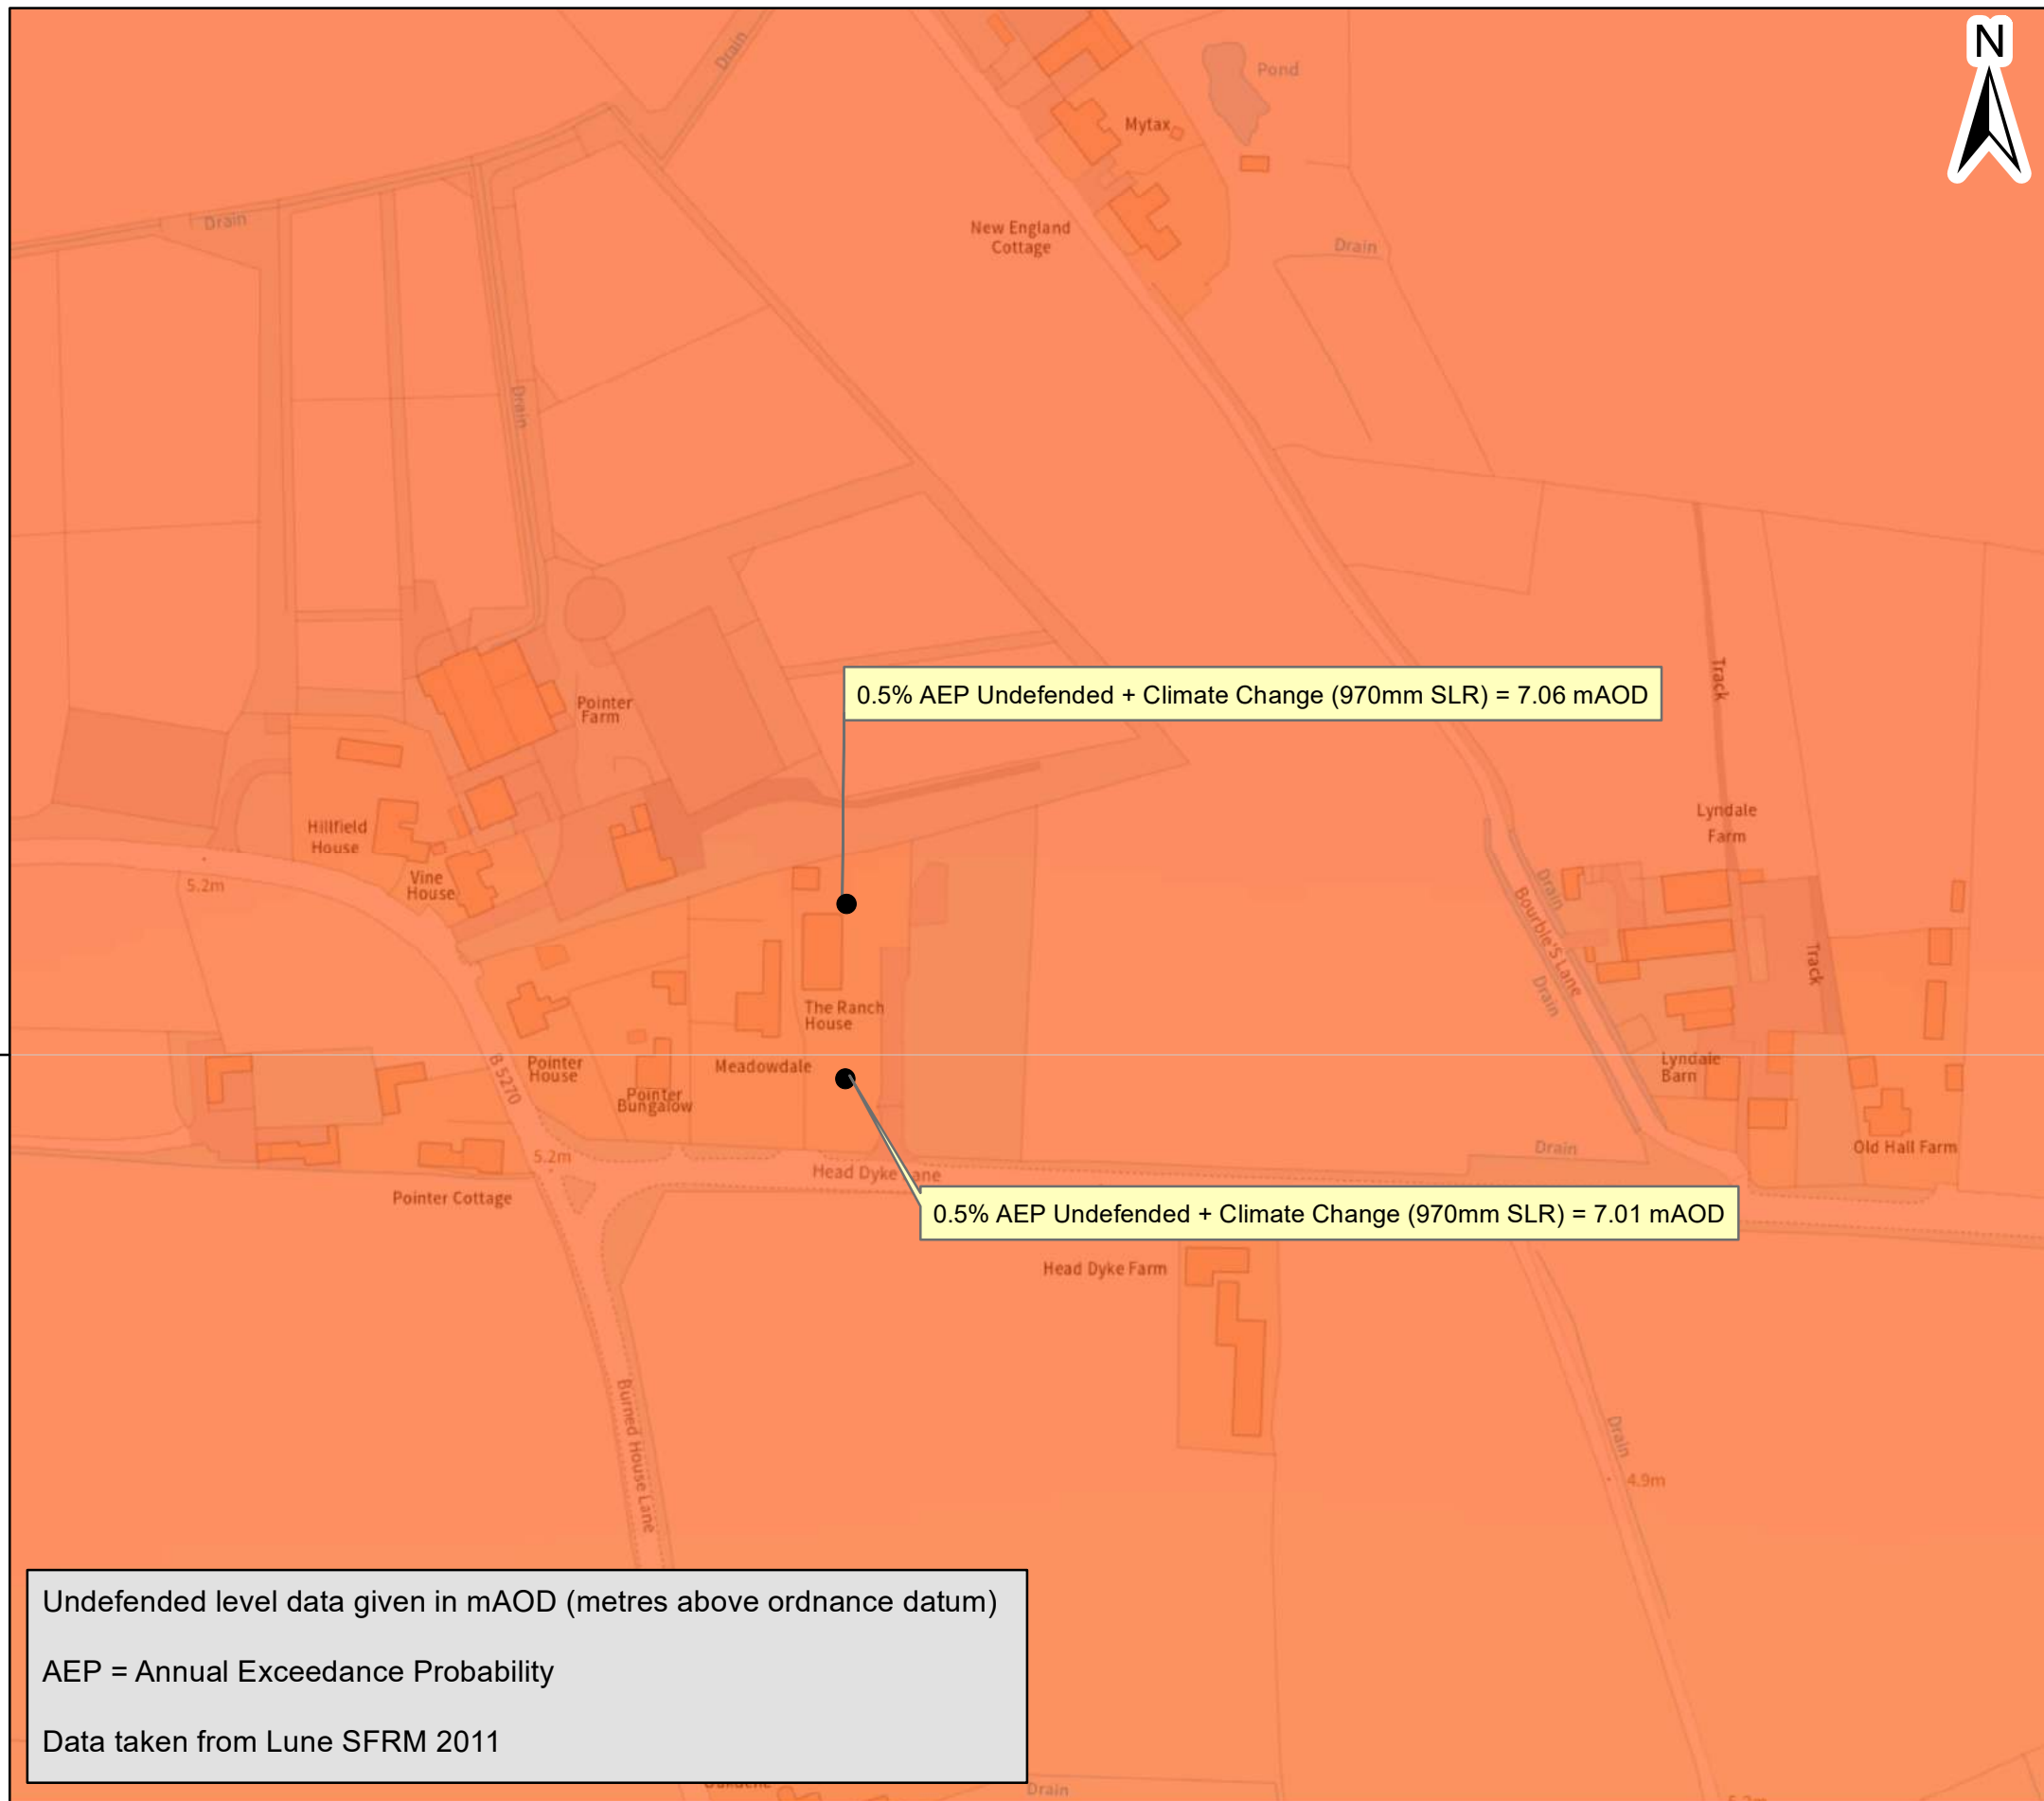 N
Drain
Pond
Mytax
Drain
New England
Cottage
Drain
Drain
Track
0.5% AEP Undefended + Climate Change (970mm SLR) = 7.06 mAOD
Pointer
Farm
Lyndale
Farm
Hillfield
House
Vine
House
5.2m
Drain
Bourble'S Lane
Drain
Track
The Ranch
House
B 5270
Pointer
House
Meadowdale
Lyndale
Barn
Pointer
Bungalow
Drain
Old Hall Farm
5.2m
Head Dyke Lane
Pointer Cottage
0.5% AEP Undefended + Climate Change (970mm SLR) = 7.01 mAOD
Head Dyke Farm
Burned House Lane
Drain
4.9m
Undefended level data given in mAOD (metres above ordnance datum)
AEP = Annual Exceedance Probability
Data taken from Lune SFRM 2011
Drain